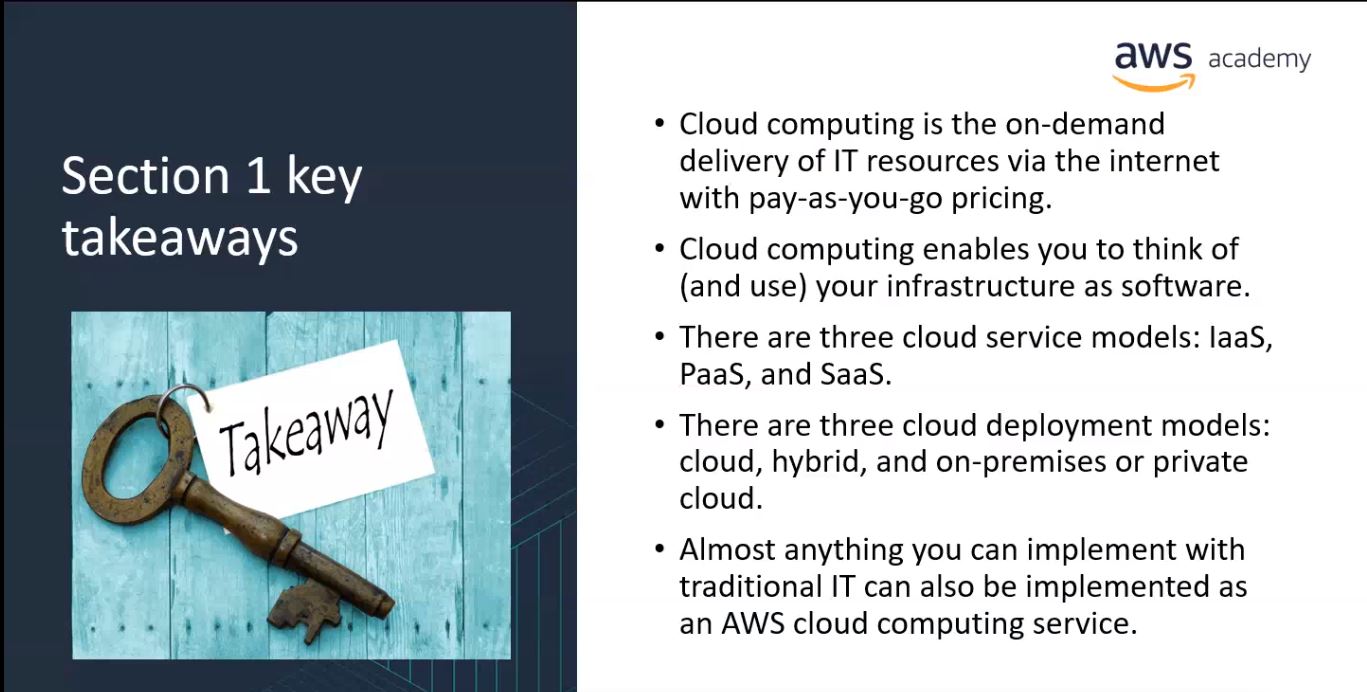 Section 1 key
takeaways
Takeaway
aws academy
• Cloud computing is the on-demand
delivery of IT resources via the internet
with pay-as-you-go pricing.
• Cloud computing enables you to think of
(and use) your infrastructure as software.
• There are three cloud service models: IaaS,
PaaS, and SaaS.
• There are three cloud deployment models:
cloud, hybrid, and on-premises or private
cloud.
• Almost anything you can implement with
traditional IT can also be implemented as
an AWS cloud computing service.